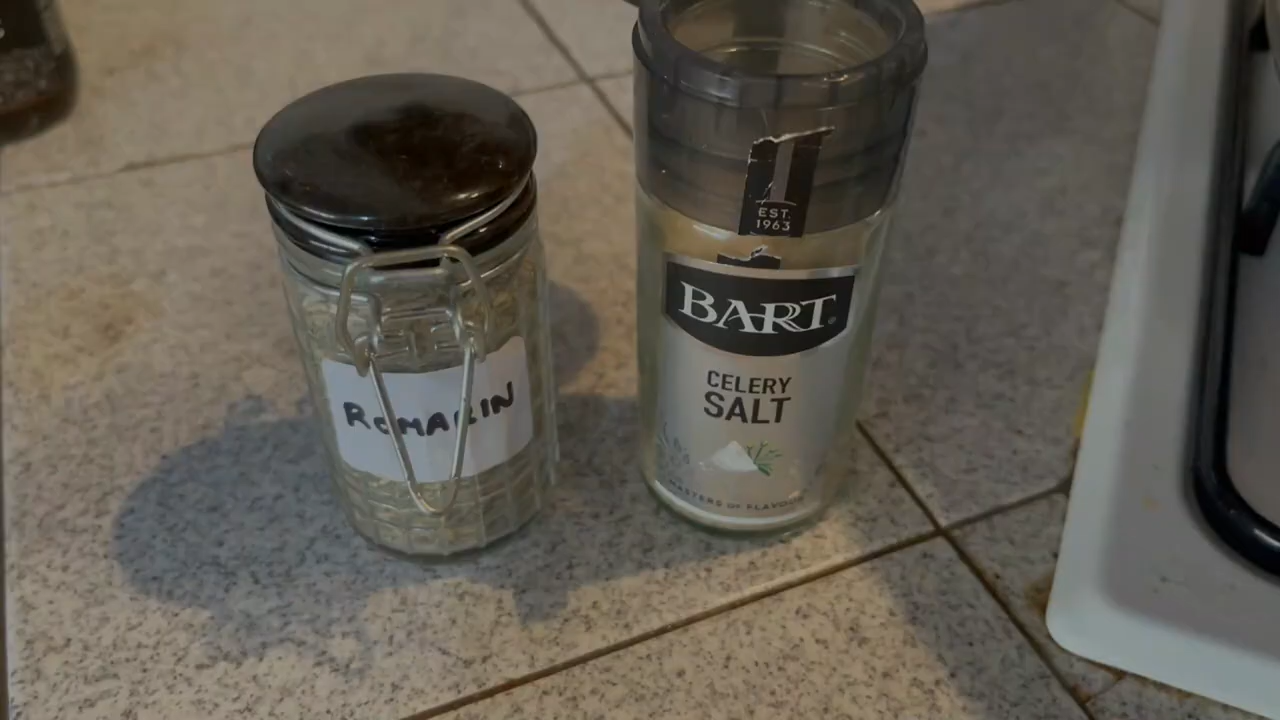 ROMARIN
EST.
1963
BART
CELERY
SALT
MASTERS OF FLAVOUR